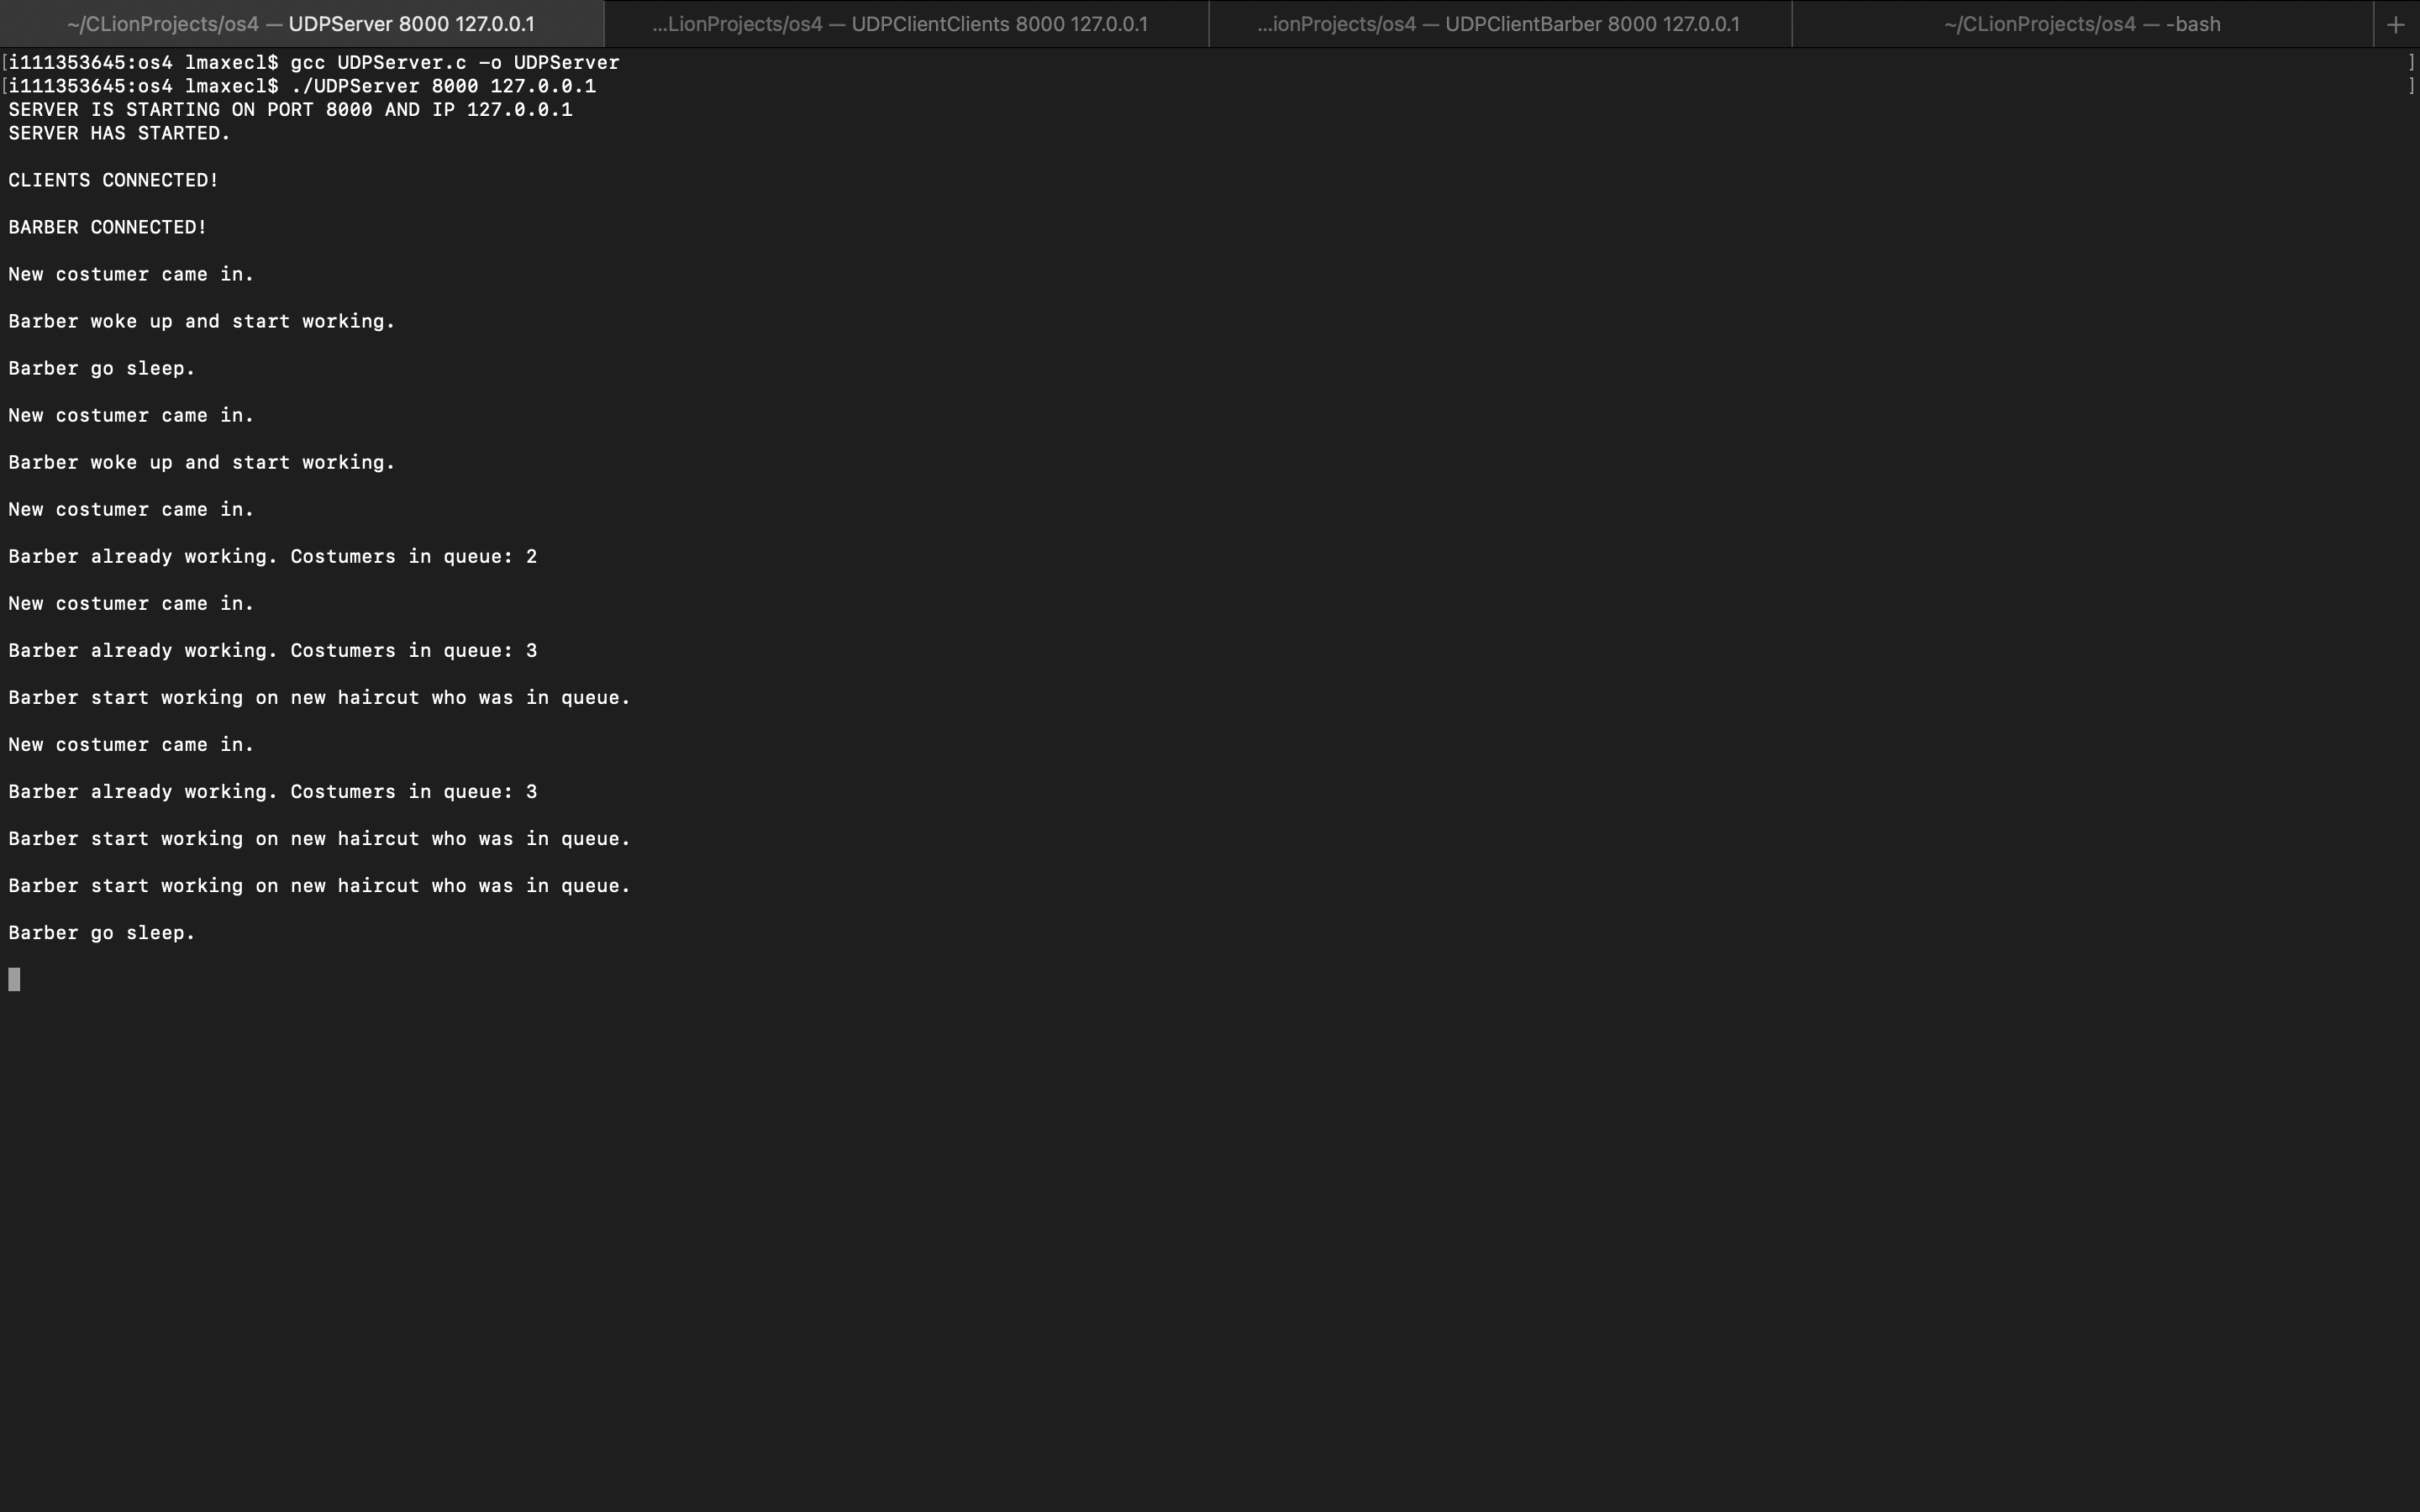 ~/CLionProjects/os4 — UDPServer 8000 127.0.0.1
...LionProjects/os4 — UDPClientClients 8000 127.0.0.1
...ionProjects/os4 — UDPClientBarber 8000 127.0.0.1
~/CLionProjects/os4 — -bash
+
[i111353645:os4 lmaxecl$ gcc UDPServer.c -o UDPServer ]
[i111353645:os4 lmaxecl$ ./UDPServer 8000 127.0.0.1 ]
SERVER IS STARTING ON PORT 8000 AND IP 127.0.0.1
SERVER HAS STARTED.
CLIENTS CONNECTED!
BARBER CONNECTED!
New costumer came in.
Barber woke up and start working.
Barber go sleep.
New costumer came in.
Barber woke up and start working.
New costumer came in.
Barber already working. Costumers in queue: 2
New costumer came in.
Barber already working. Costumers in queue: 3
Barber start working on new haircut who was in queue.
New costumer came in.
Barber already working. Costumers in queue: 3
Barber start working on new haircut who was in queue.
Barber start working on new haircut who was in queue.
Barber go sleep.